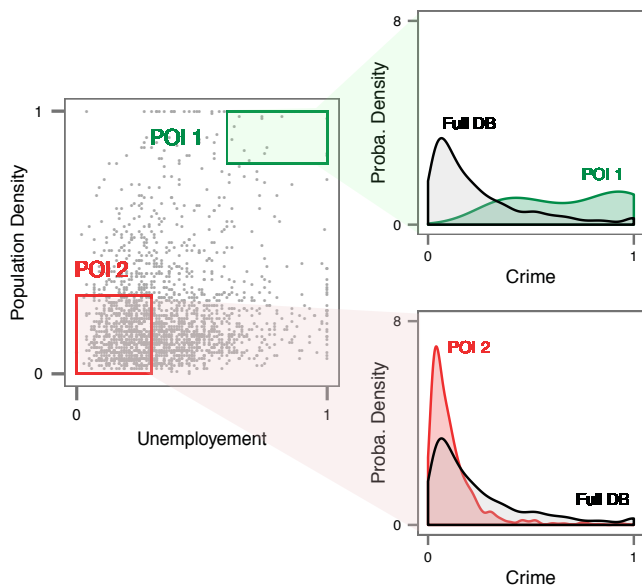 8
Full DB
POI 1
Proba. Density
0
0
1
Crime
1
POI 1
Population Density
POI 2
0
0
1
Unemployement
8
POI 2
Proba. Density
Full DB
0
0
1
Crime